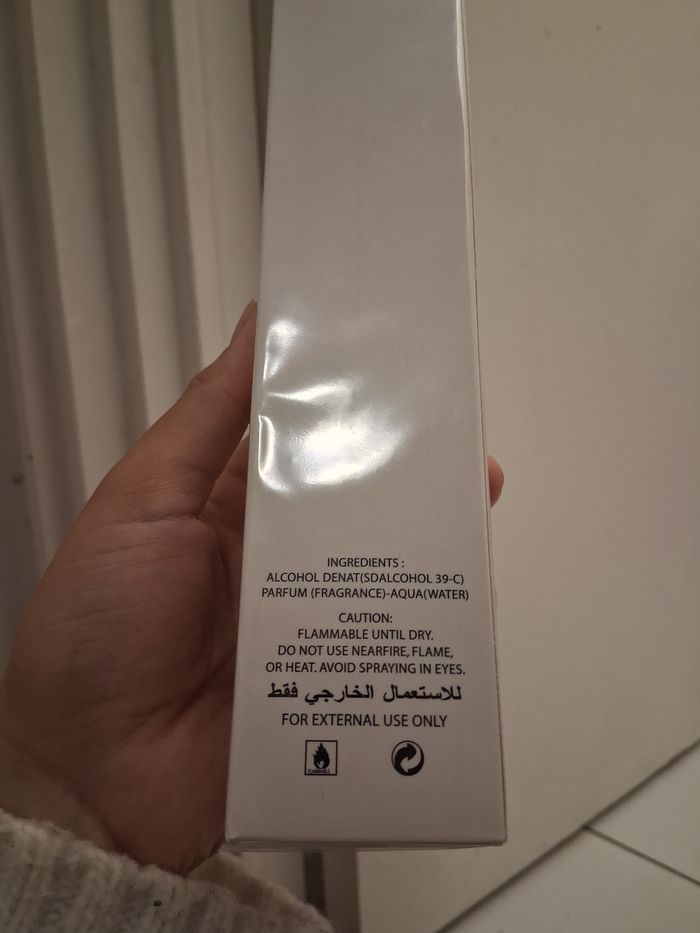 INGREDIENTS :
ALCOHOL DENAT(SDALCOHOL 39-C)
PARFUM (FRAGRANCE)-AQUA(WATER)
CAUTION:
FLAMMABLE UNTIL DRY.
DO NOT USE NEARFIRE, FLAME,
OR HEAT. AVOID SPRAYING IN EYES.
للاستعمال الخارجي فقط
FOR EXTERNAL USE ONLY
FLAMMABLE